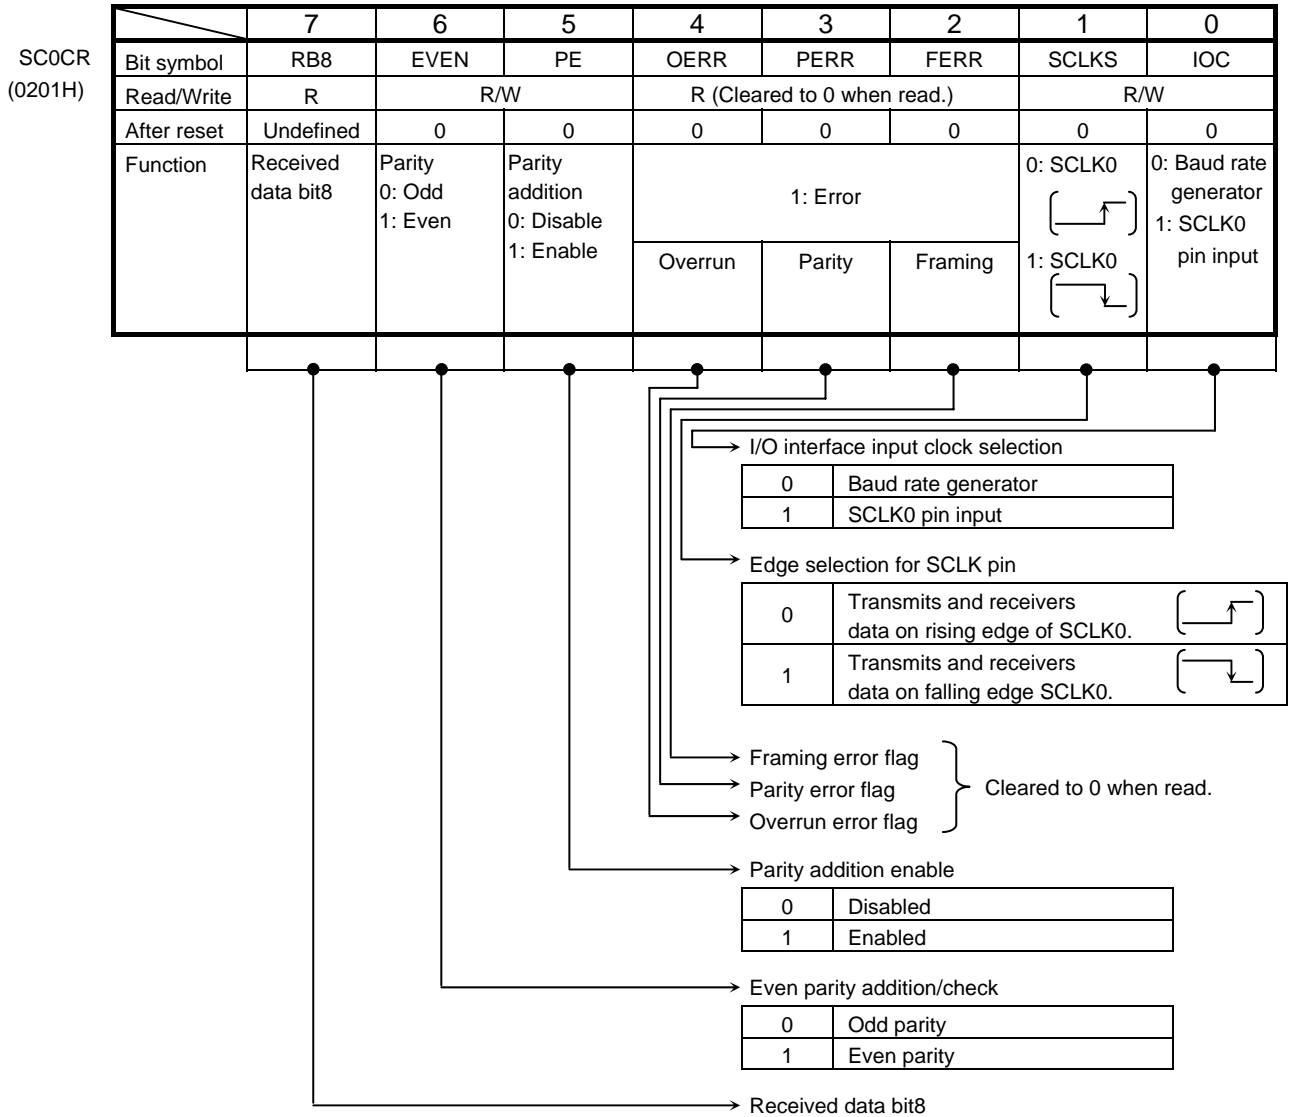 7 6 5 4 3 2 1 0
SC0CR
(0201H)
Bit symbol RB8 EVEN PE OERR PERR FERR SCLKS IOC
Read/Write R R/W R (Cleared to 0 when read.) R/W
After reset Undefined 0 0 0 0 0 0 0
Function
Received
data bit8
Parity
0: Odd
1: Even
Parity
addition
0: Disable
1: Enable
1: Error
Overrun Parity Framing
0: SCLK0
1: SCLK0
0: Baud rate
generator
1: SCLK0
pin input
I/O interface input clock selection
0 Baud rate generator
1 SCLK0 pin input
Edge selection for SCLK pin
0 Transmits and receivers
data on rising edge of SCLK0.
1 Transmits and receivers
data on falling edge SCLK0.
Framing error flag
Parity error flag
Overrun error flag
Cleared to 0 when read.
Parity addition enable
0 Disabled
1 Enabled
Even parity addition/check
0 Odd parity
1 Even parity
Received data bit8